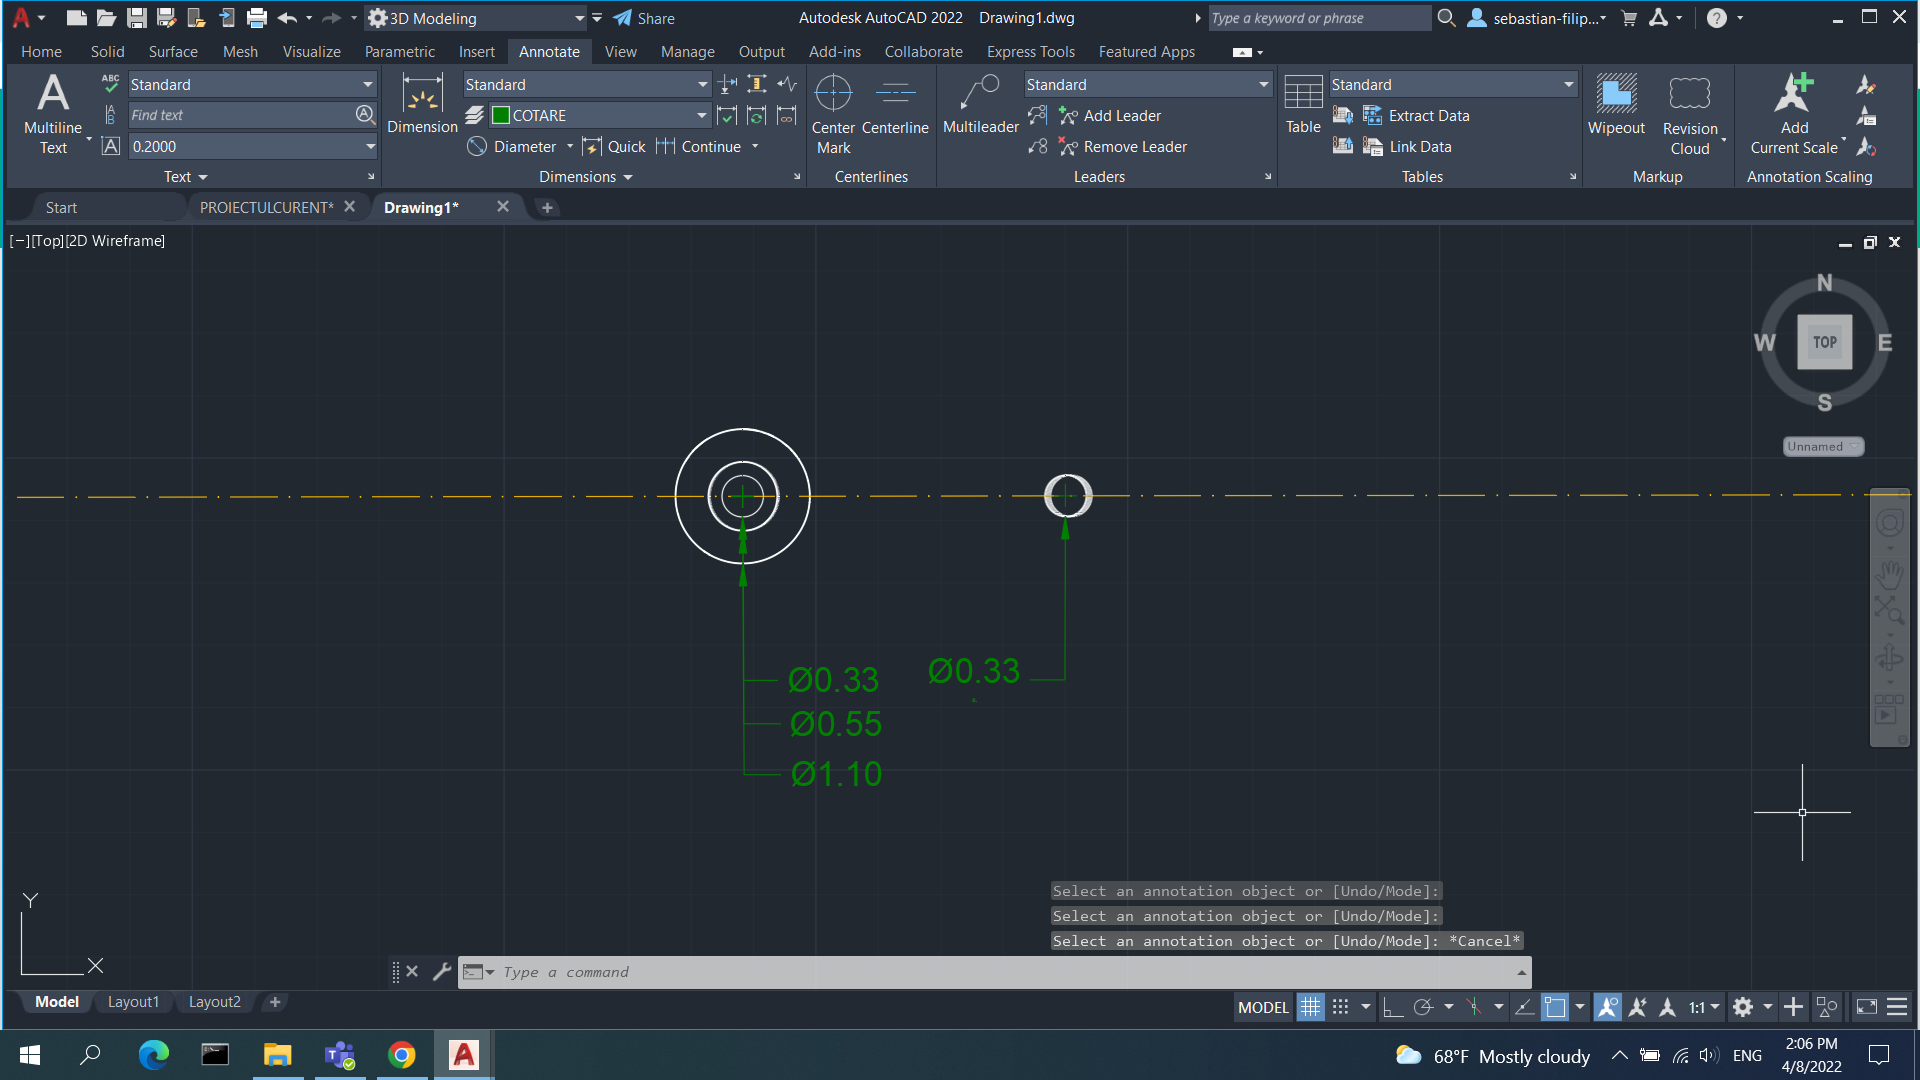 3D Modeling
Share
Autodesk AutoCAD 2022 Drawing1.dwg
Type a keyword or phrase
sebastian-filip...
Home Solid Surface Mesh Visualize Parametric Insert Annotate View Manage Output Add-ins Collaborate Express Tools Featured Apps
A
Multiline
Text
ABC
Standard
Find text
0.2000
Text
Dimension
Standard
COTARE
Diameter
Quick
Continue
Dimensions
Center
Mark
Centerline
Centerlines
Multileader
Standard
Add Leader
Remove Leader
Leaders
Table
Standard
Extract Data
Link Data
Tables
Wipeout
Revision
Cloud
Markup
Add
Current Scale
Annotation Scaling
Start
PROIECTULCURENT*
Drawing1*
[−][Top][2D Wireframe]
N
W
TOP
E
S
Unnamed
Ø0.33
Ø0.33
Ø0.55
Ø1.10
Y
X
Select an annotation object or [Undo/Mode]:
Select an annotation object or [Undo/Mode]:
Select an annotation object or [Undo/Mode]: *Cancel*
Type a command
Model
Layout1
Layout2
MODEL
1:1
68°F Mostly cloudy
ENG
2:06 PM
4/8/2022